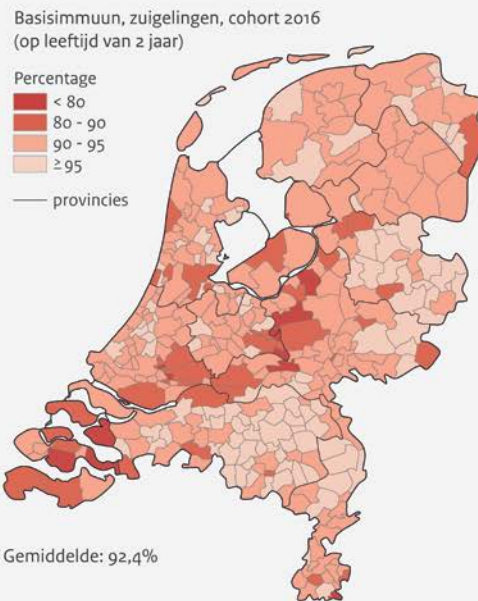 Basisimmuun, zuigelingen, cohort 2016
(op leeftijd van 2 jaar)
Percentage
< 80
80 - 90
90 - 95
≥95
provincies
Gemiddelde: 92,4%